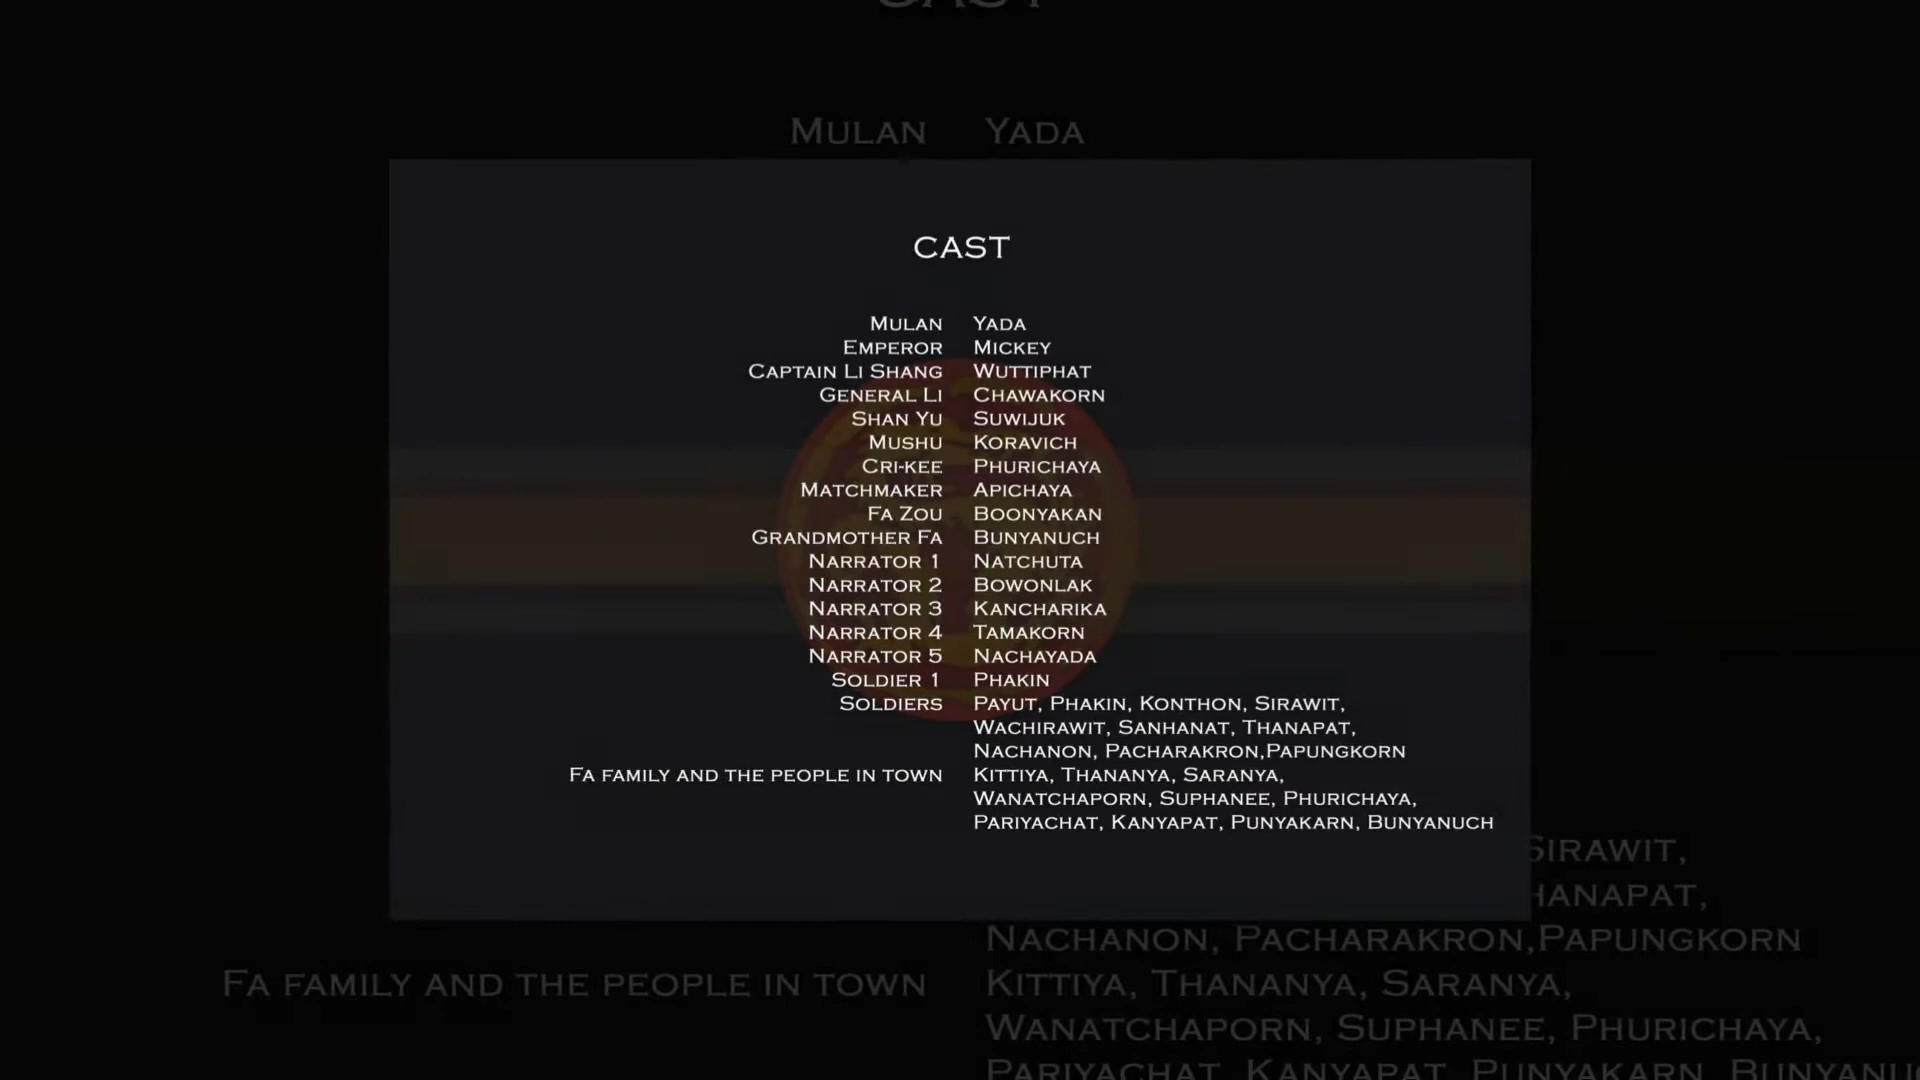 CAST
Mulan Yada
CAST
Mulan Yada
Emperor Mickey
Captain Li Shang Wuttiphat
General Li Chawakorn
Shan Yu Suwijuk
Mushu Koravich
Cri-kee Phurichaya
Matchmaker Apichaya
Fa Zou Boonyakan
Grandmother Fa Bunyanuch
Narrator 1 Natchuta
Narrator 2 Bowonlak
Narrator 3 Kancharika
Narrator 4 Tamakorn
Narrator 5 Nachayada
Soldier 1 Phakin
Soldiers Payut, Phakin, Konthon, Sirawit,
Wachirawit, Sanhanat, Thanapat,
Nachanon, Pacharakron,Papungkorn
Fa family and the people in town Kittiya, Thananya, Saranya,
Wanatchaporn, Suphanee, Phurichaya,
Pariyachat, Kanyapat, Punyakarn, Bunyanuch
Sirawit,
hanapat,
Nachanon, Pacharakron,Papungkorn
Fa family and the people in town Kittiya, Thananya, Saranya,
Wanatchaporn, Suphanee, Phurichaya,
Pariyachat, Kanyapat, Punyakarn, Bunyanu